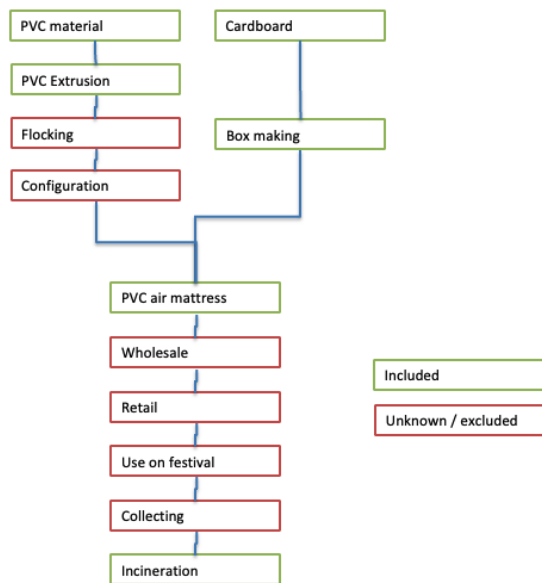 PVC material
Cardboard
PVC Extrusion
Flocking
Box making
Configuration
PVC air mattress
Wholesale
Included
Retail
Unknown / excluded
Use on festival
Collecting
Incineration